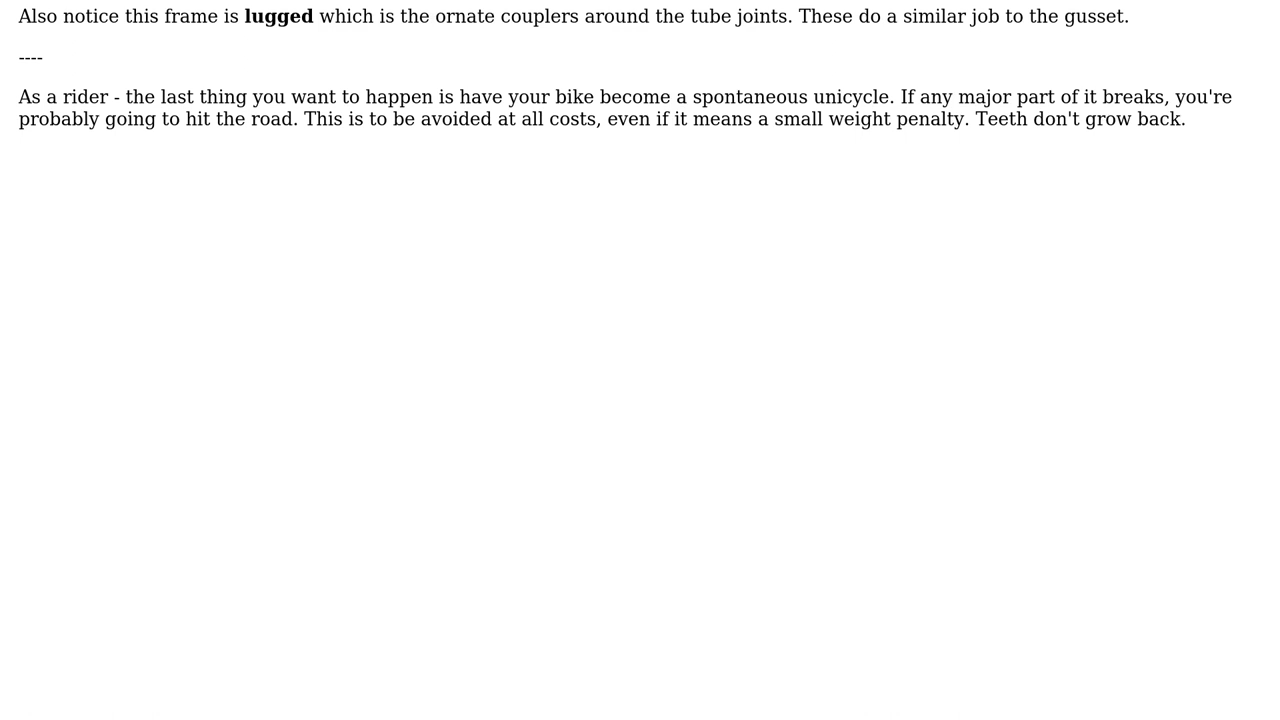 Also notice this frame is lugged which is the ornate couplers around the tube joints. These do a similar job to the gusset.
----
As a rider - the last thing you want to happen is have your bike become a spontaneous unicycle. If any major part of it breaks, you're
probably going to hit the road. This is to be avoided at all costs, even if it means a small weight penalty. Teeth don't grow back.